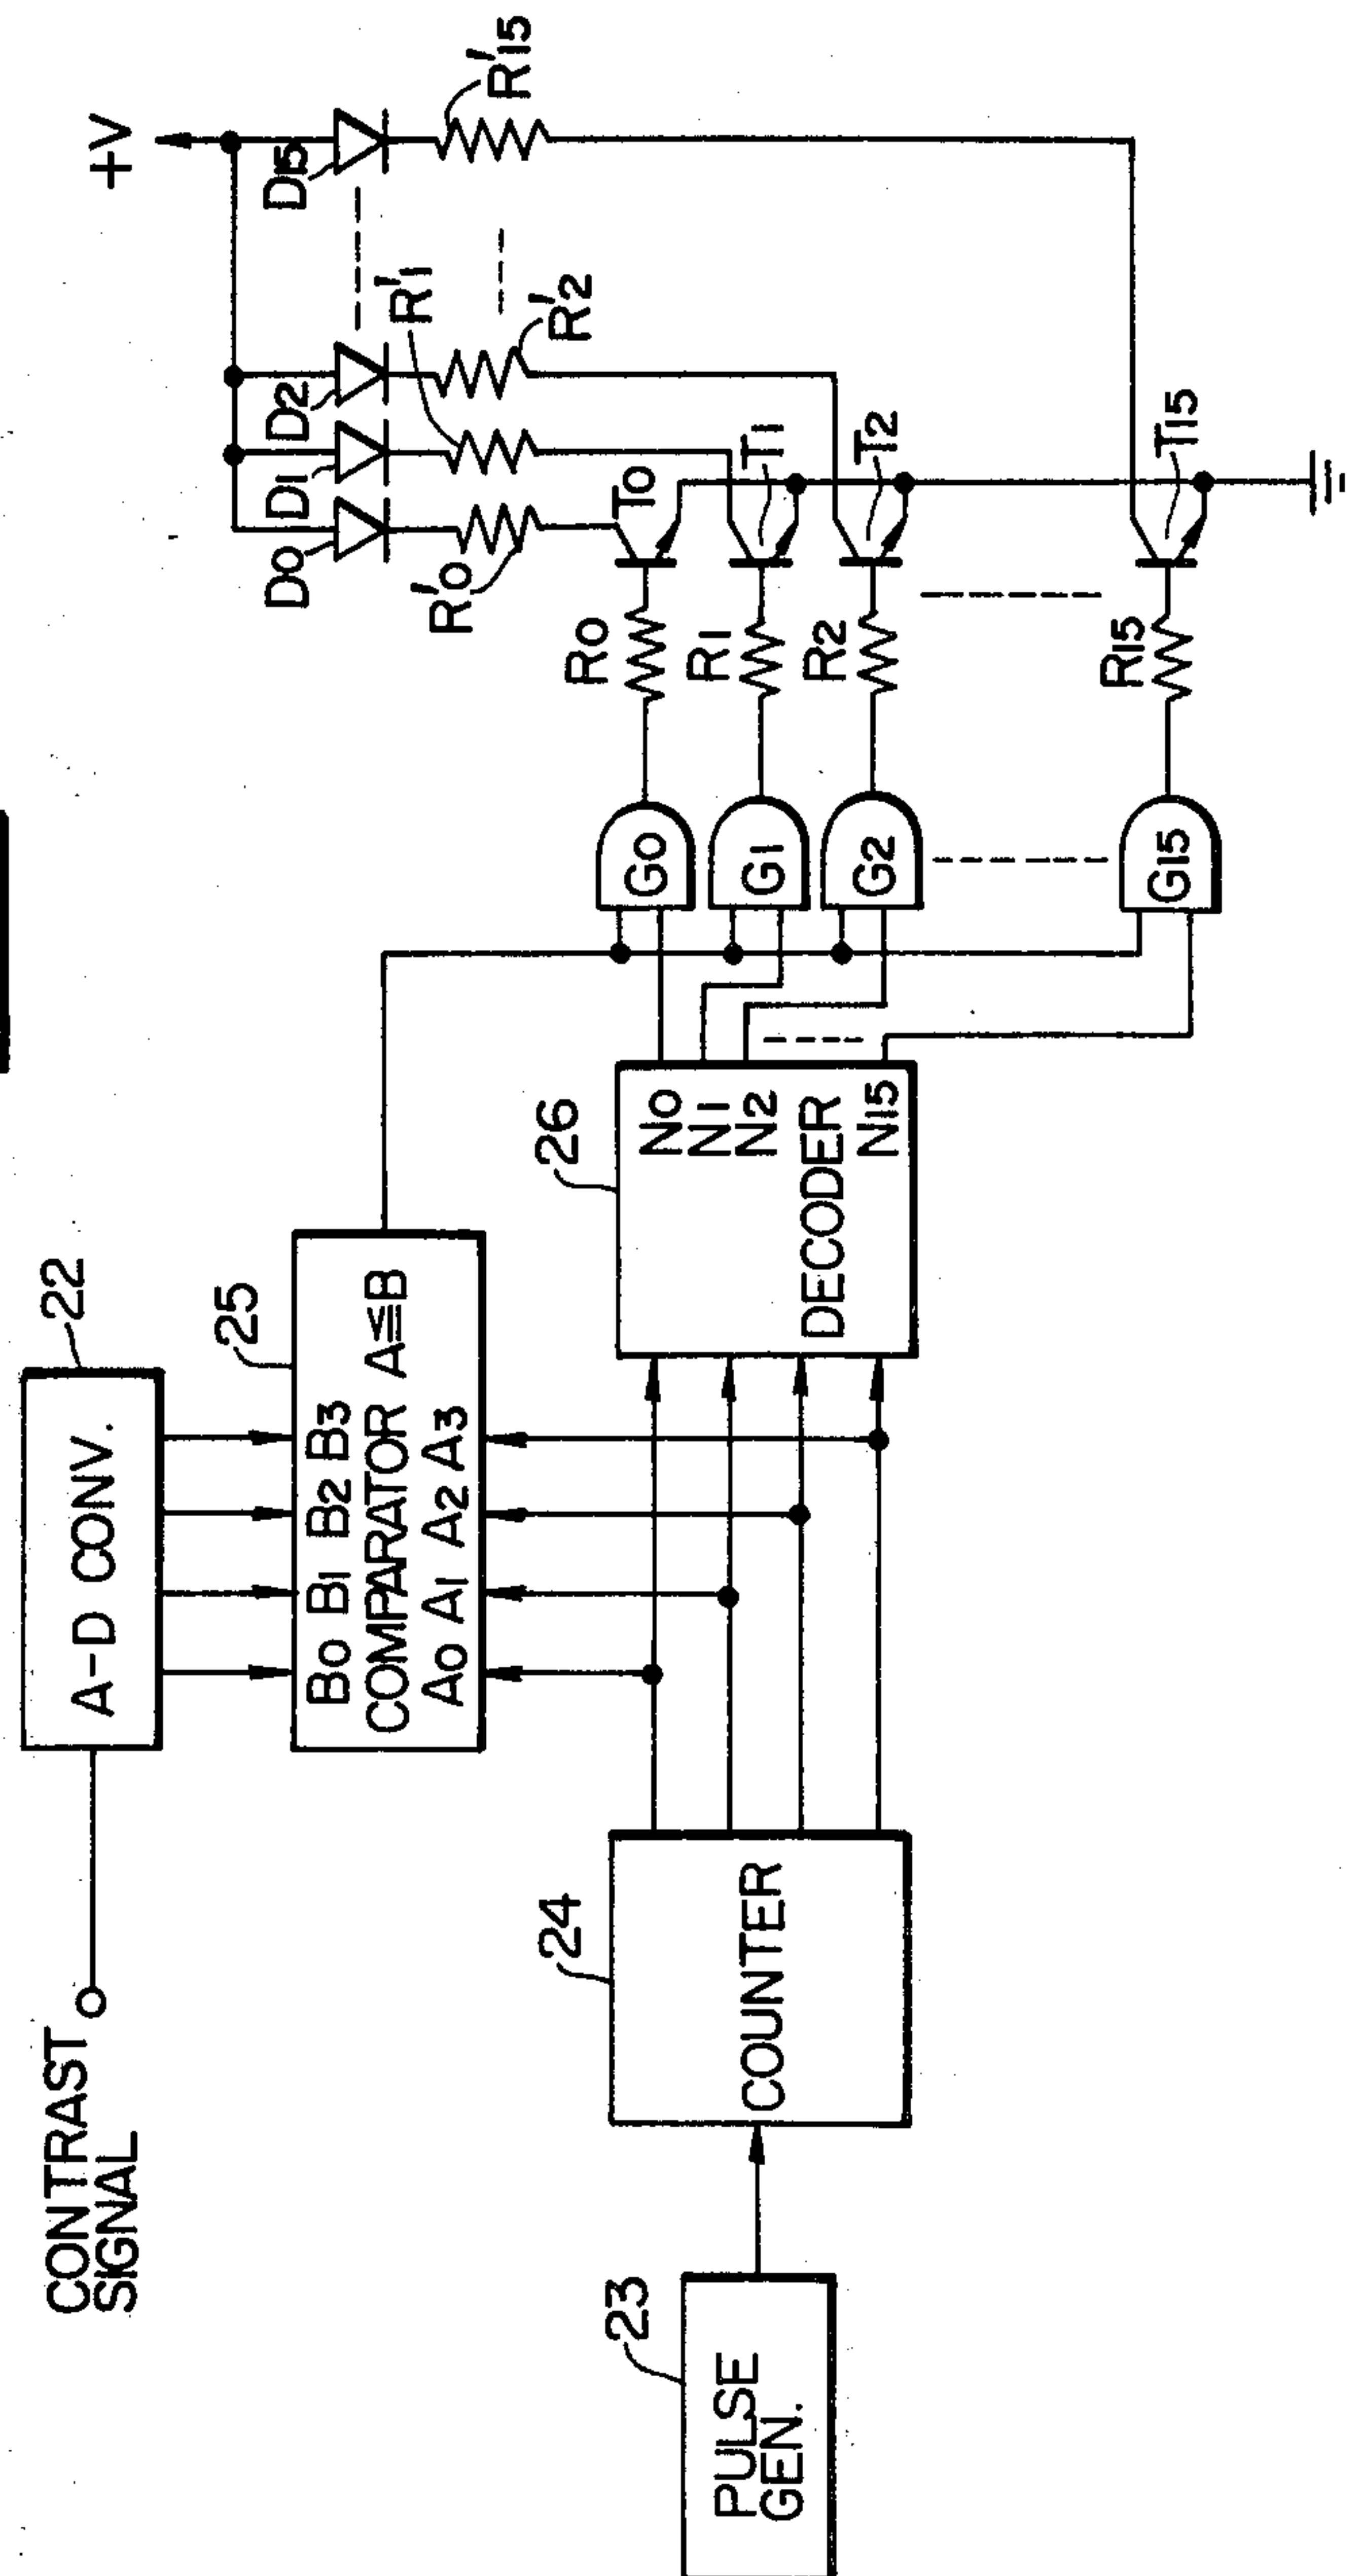 CONTRAST
SIGNAL
22
A-D CONV.
25
B0 B1 B2 B3
COMPARATOR A≦B
A0 A1 A2 A3
23
PULSE
GEN.
24
COUNTER
26
N0
N1
N2
DECODER
N15
G0
G1
G2
G15
R0
R1
R2
R15
T0
T1
T2
T15
D0
D1
D2
D15
R'0
R'1
R'2
R'15
+V